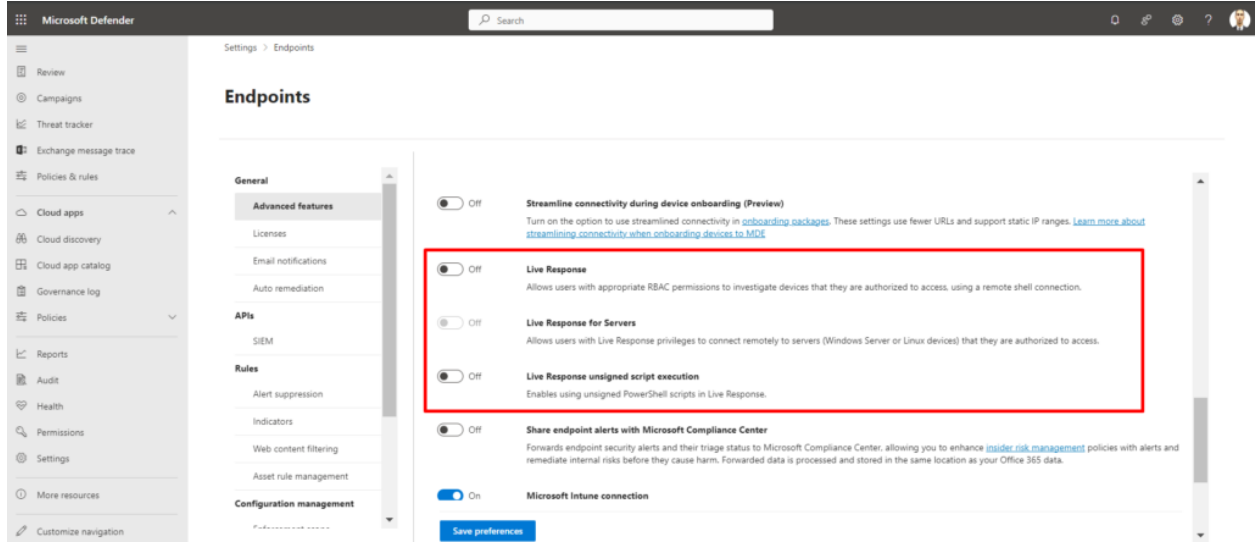 Microsoft Defender
Search
?
Settings > Endpoints
Review
Campaigns
Threat tracker
Exchange message trace
Policies & rules
Cloud apps
Cloud discovery
Cloud app catalog
Governance log
Policies
Reports
Audit
Health
Permissions
Settings
More resources
Customize navigation
Endpoints
General
Advanced features
Licenses
Email notifications
Auto remediation
APIs
SIEM
Rules
Alert suppression
Indicators
Web content filtering
Asset rule management
Configuration management
Enforcement scope
Off
Streamline connectivity during device onboarding (Preview)
Turn on the option to use streamlined connectivity in onboarding packages. These settings use fewer URLs and support static IP ranges. Learn more about
streamlining connectivity when onboarding devices to MDE
Off
Live Response
Allows users with appropriate RBAC permissions to investigate devices that they are authorized to access, using a remote shell connection.
Off
Live Response for Servers
Allows users with Live Response privileges to connect remotely to servers (Windows Server or Linux devices) that they are authorized to access.
Off
Live Response unsigned script execution
Enables using unsigned PowerShell scripts in Live Response.
Off
Share endpoint alerts with Microsoft Compliance Center
Forwards endpoint security alerts and their triage status to Microsoft Compliance Center, allowing you to enhance insider risk management policies with alerts and
remediate internal risks before they cause harm. Forwarded data is processed and stored in the same location as your Office 365 data.
On
Microsoft Intune connection
Save preferences